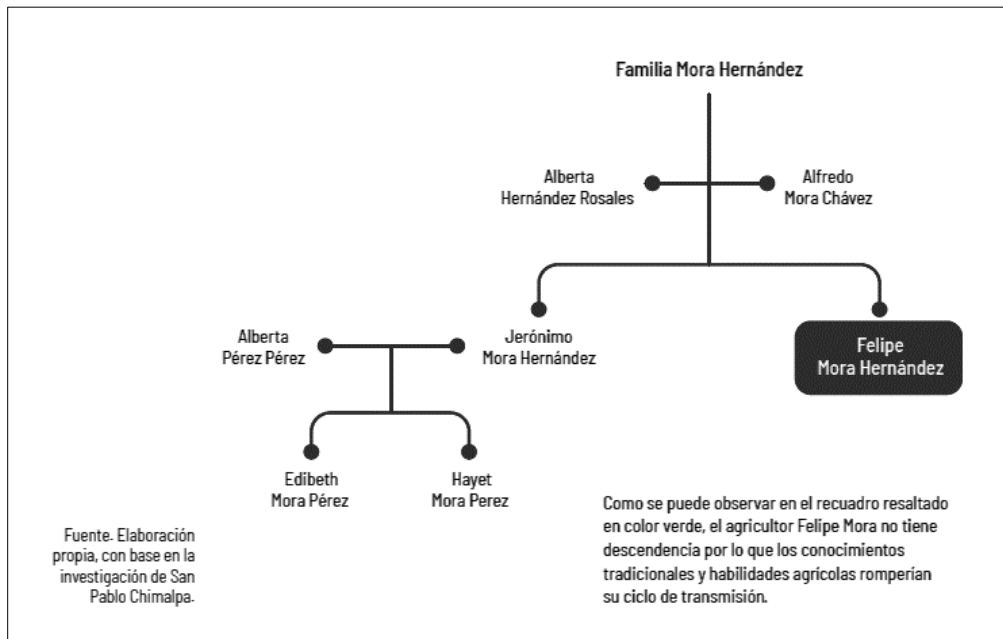 Familia Mora Hernández
Alberta
Hernández Rosales
Alfredo
Mora Chávez
Alberta
Pérez Pérez
Jerónimo
Mora Hernández
Felipe
Mora Hernández
Edibeth
Mora Pérez
Hayet
Mora Perez
Fuente. Elaboración
propia, con base en la
investigación de San
Pablo Chimalpa.
Como se puede observar en el recuadro resaltado
en color verde, el agricultor Felipe Mora no tiene
descendencia por lo que los conocimientos
tradicionales y habilidades agrícolas romperían
su ciclo de transmisión.